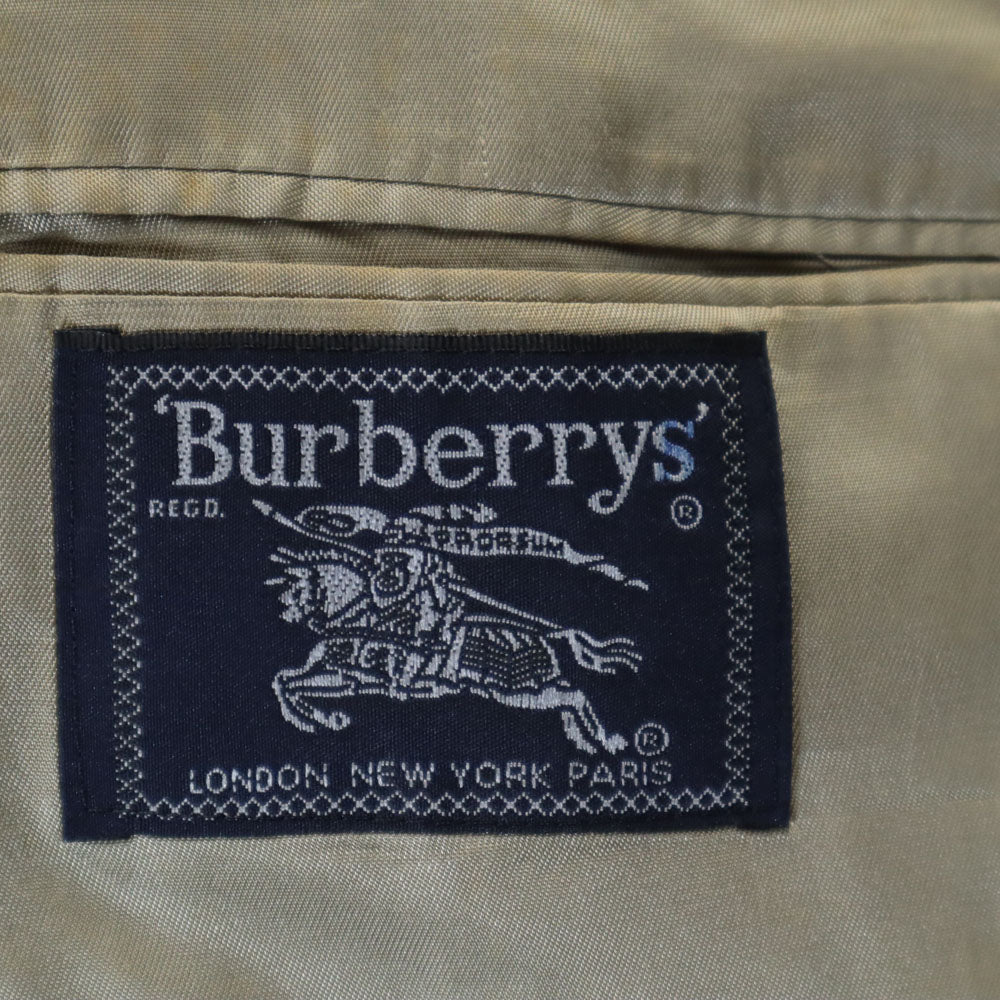 'Burberrys'
REGD. ®
PRORSUM
®
LONDON NEW YORK PARIS